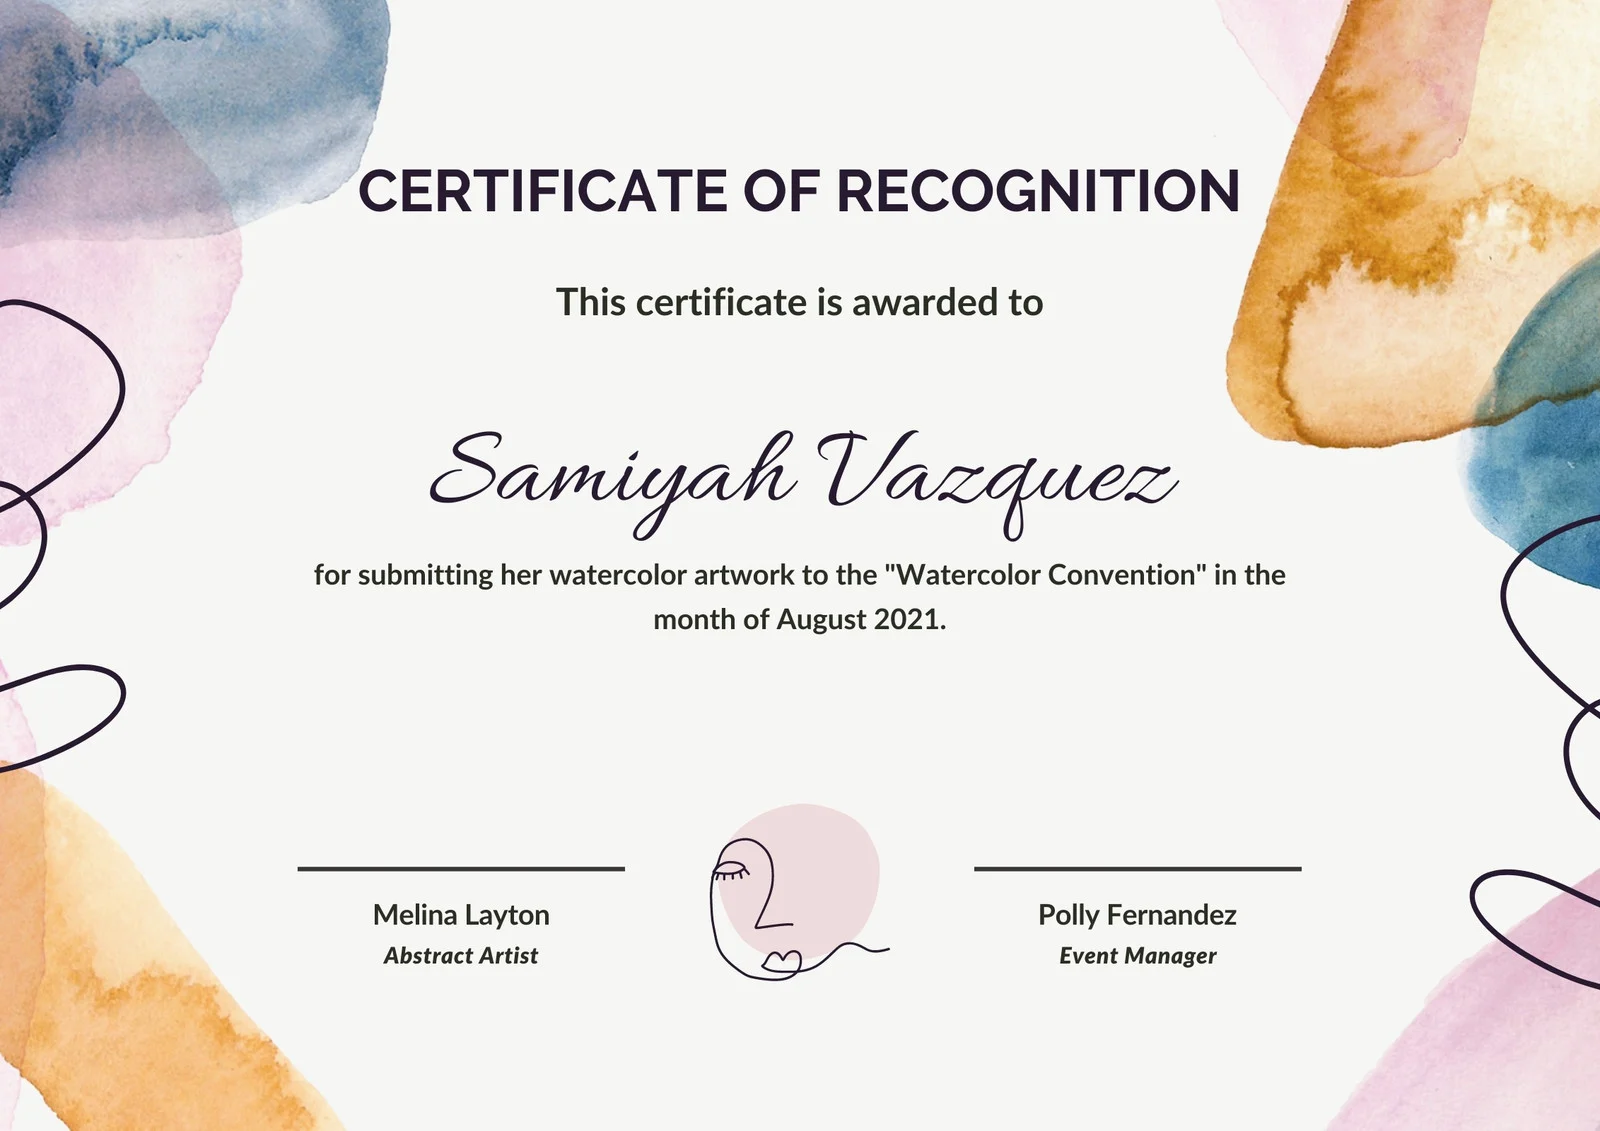 CERTIFICATE OF RECOGNITION
This certificate is awarded to
Samiyah Vazquez
for submitting her watercolor artwork to the "Watercolor Convention" in the
month of August 2021.
Melina Layton
Abstract Artist
Polly Fernandez
Event Manager